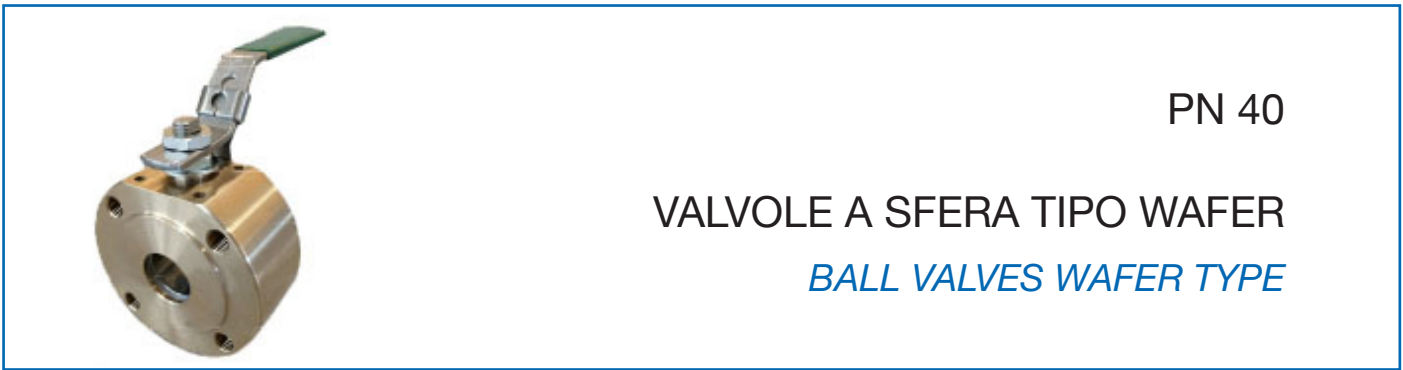 PN 40
VALVOLE A SFERA TIPO WAFER
BALL VALVES WAFER TYPE